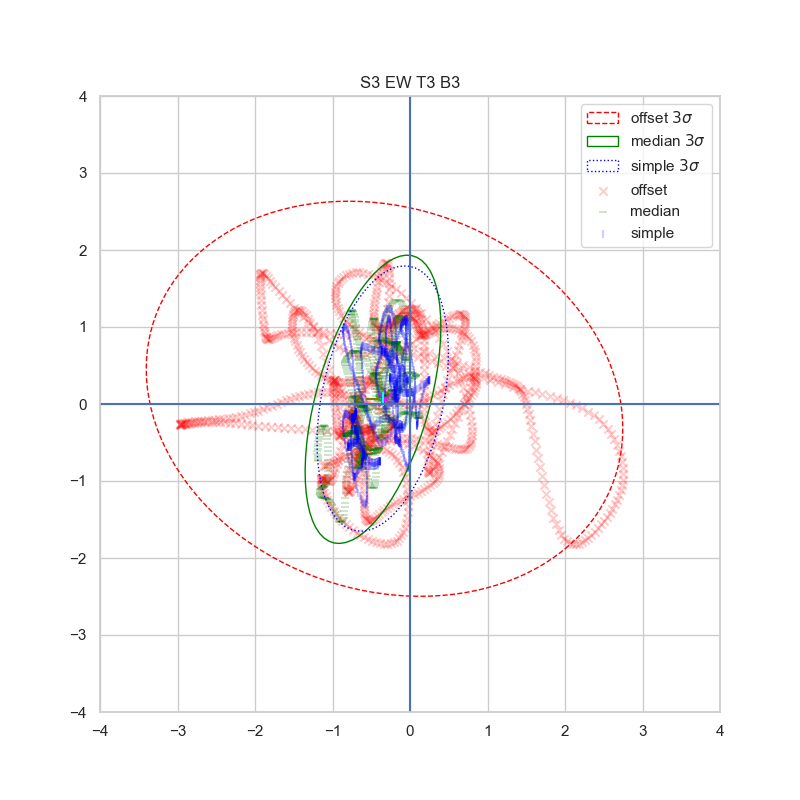 S3 EW T3 B3
4
3
2
1
0
−1
−2
−3
−4
−4
−3
−2
−1
0
1
2
3
4
offset 3σ
median 3σ
simple 3σ
offset
median
simple